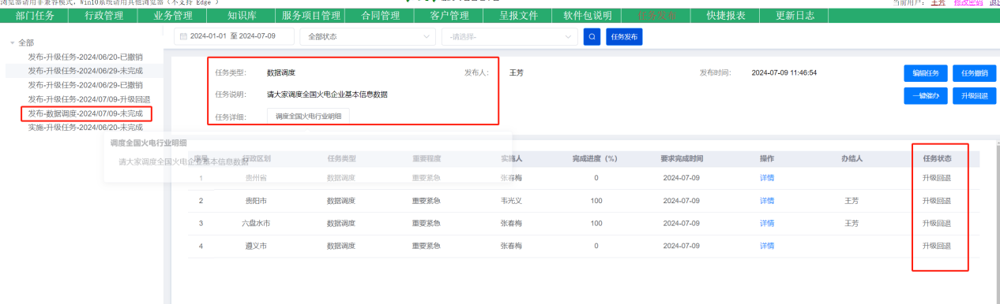 浏览器请用非兼容模式，Win10系统请用其他浏览器（不支持 Edge ）
当前用户： 王芳 修改密码 退出
部门任务 行政管理 业务管理 知识库 服务项目管理 合同管理 客户管理 呈报文件 软件包说明 任务发布 快捷报表 更新日志
全部
发布-升级任务-2024/06/20-已撤销
发布-升级任务-2024/06/29-未完成
发布-升级任务-2024/06/29-已撤销
发布-升级任务-2024/07/09-升级回退
发布-数据调度-2024/07/09-未完成
实施-升级任务-2024/06/20-未完成
2024-01-01 至 2024-07-09 全部状态 -请选择- 任务发布
任务类型： 数据调度 发布人： 王芳 发布时间： 2024-07-09 11:46:54 编辑任务 任务撤销
任务说明： 请大家调度全国火电企业基本信息数据 一键催办 升级回退
任务详细： 调度全国火电行业明细
调度全国火电行业明细
请大家调度全国火电企业基本信息数据
序号 行政区划 任务类型 重要程度 实施人 完成进度（%） 要求完成时间 操作 办结人 任务状态
1 贵州省 数据调度 重要紧急 张春梅 0 2024-07-09 详情 升级回退
2 贵阳市 数据调度 重要紧急 韦光义 100 2024-07-09 详情 王芳 升级回退
3 六盘水市 数据调度 重要紧急 张春梅 100 2024-07-09 详情 王芳 升级回退
4 遵义市 数据调度 重要紧急 张春梅 0 2024-07-09 详情 升级回退